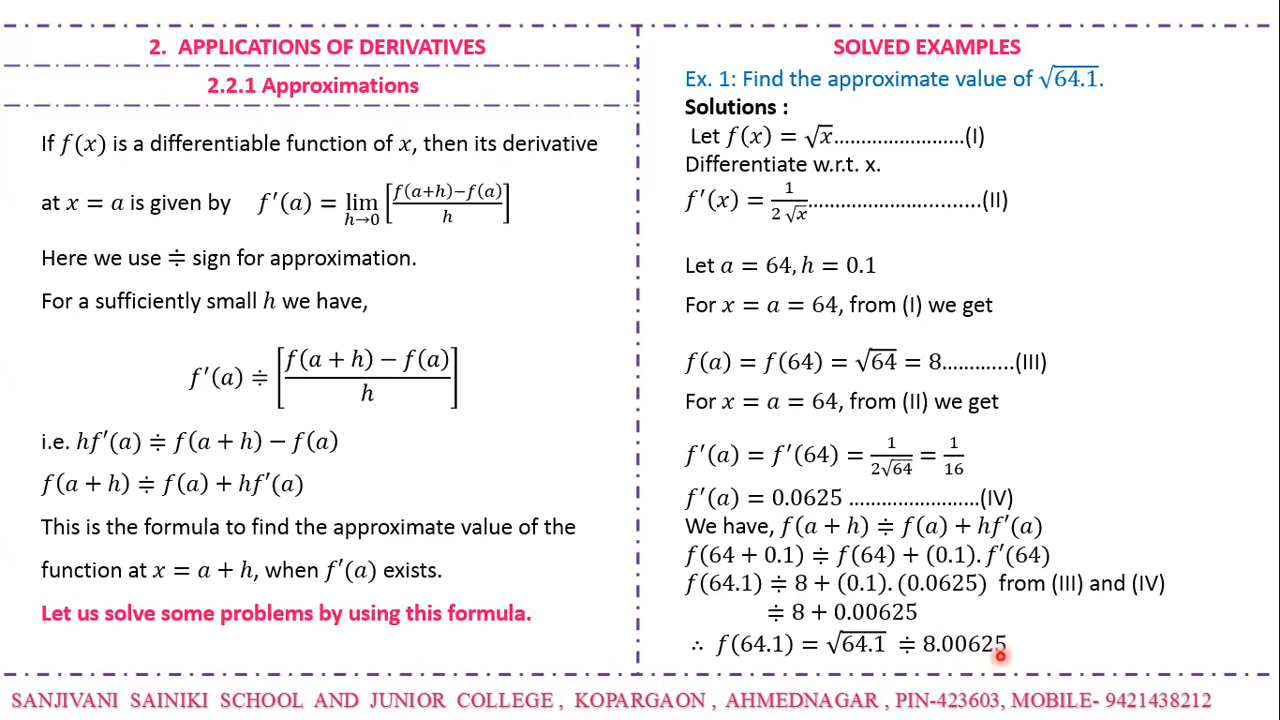 2. APPLICATIONS OF DERIVATIVES
2.2.1 Approximations
If f(x) is a differentiable function of x, then its derivative
at x = a is given by f'(a) = lim h→0 [f(a+h)−f(a) / h]
Here we use ≑ sign for approximation.
For a sufficiently small h we have,
f'(a) ≑ [f(a + h) − f(a) / h]
i.e. hf'(a) ≑ f(a + h) − f(a)
f(a + h) ≑ f(a) + hf'(a)
This is the formula to find the approximate value of the
function at x = a + h, when f'(a) exists.
Let us solve some problems by using this formula.
SOLVED EXAMPLES
Ex. 1: Find the approximate value of √64.1.
Solutions :
Let f(x) = √x........................(I)
Differentiate w.r.t. x.
f'(x) = 1 / 2 √x................................(II)
Let a = 64, h = 0.1
For x = a = 64, from (I) we get
f(a) = f(64) = √64 = 8.............(III)
For x = a = 64, from (II) we get
f'(a) = f'(64) = 1 / 2√64 = 1 / 16
f'(a) = 0.0625 ........................(IV)
We have, f(a + h) ≑ f(a) + hf'(a)
f(64 + 0.1) ≑ f(64) + (0.1). f'(64)
f(64.1) ≑ 8 + (0.1). (0.0625) from (III) and (IV)
≑ 8 + 0.00625
∴ f(64.1) = √64.1 ≑ 8.00625
SANJIVANI SAINIKI SCHOOL AND JUNIOR COLLEGE , KOPARGAON , AHMEDNAGAR , PIN-423603, MOBILE- 9421438212